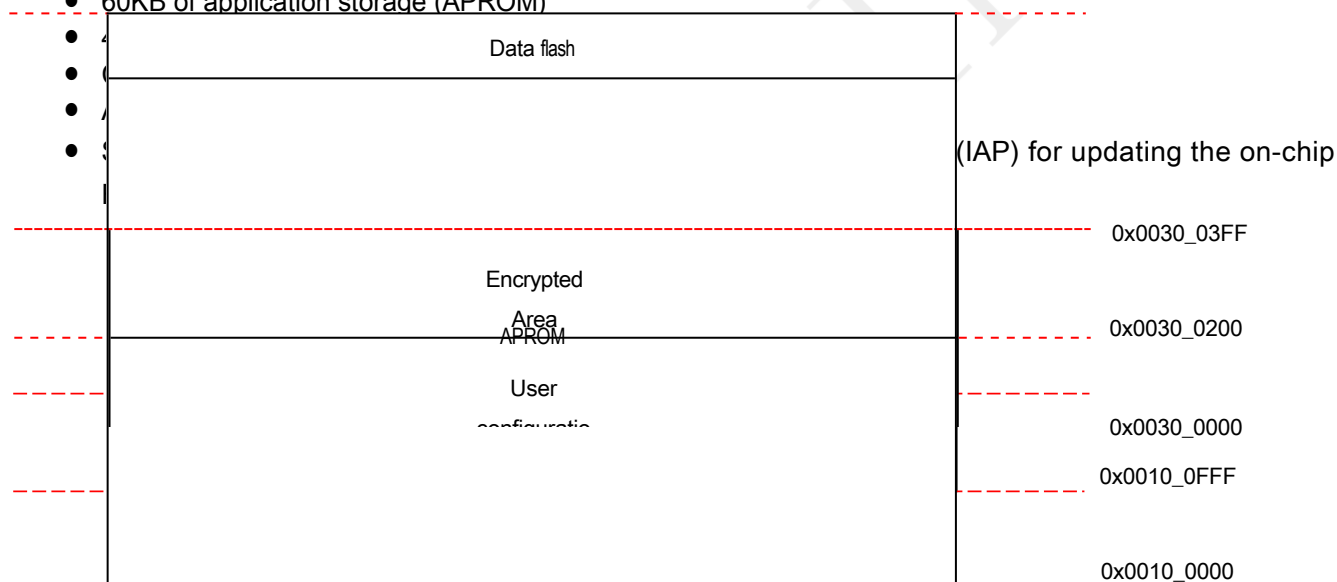 60KB of application storage (APROM)
Data flash
(IAP) for updating the on-chip
0x0030_03FF
Encrypted
Area
APROM
0x0030_0200
User
0x0030_0000
0x0010_0FFF
0x0010_0000